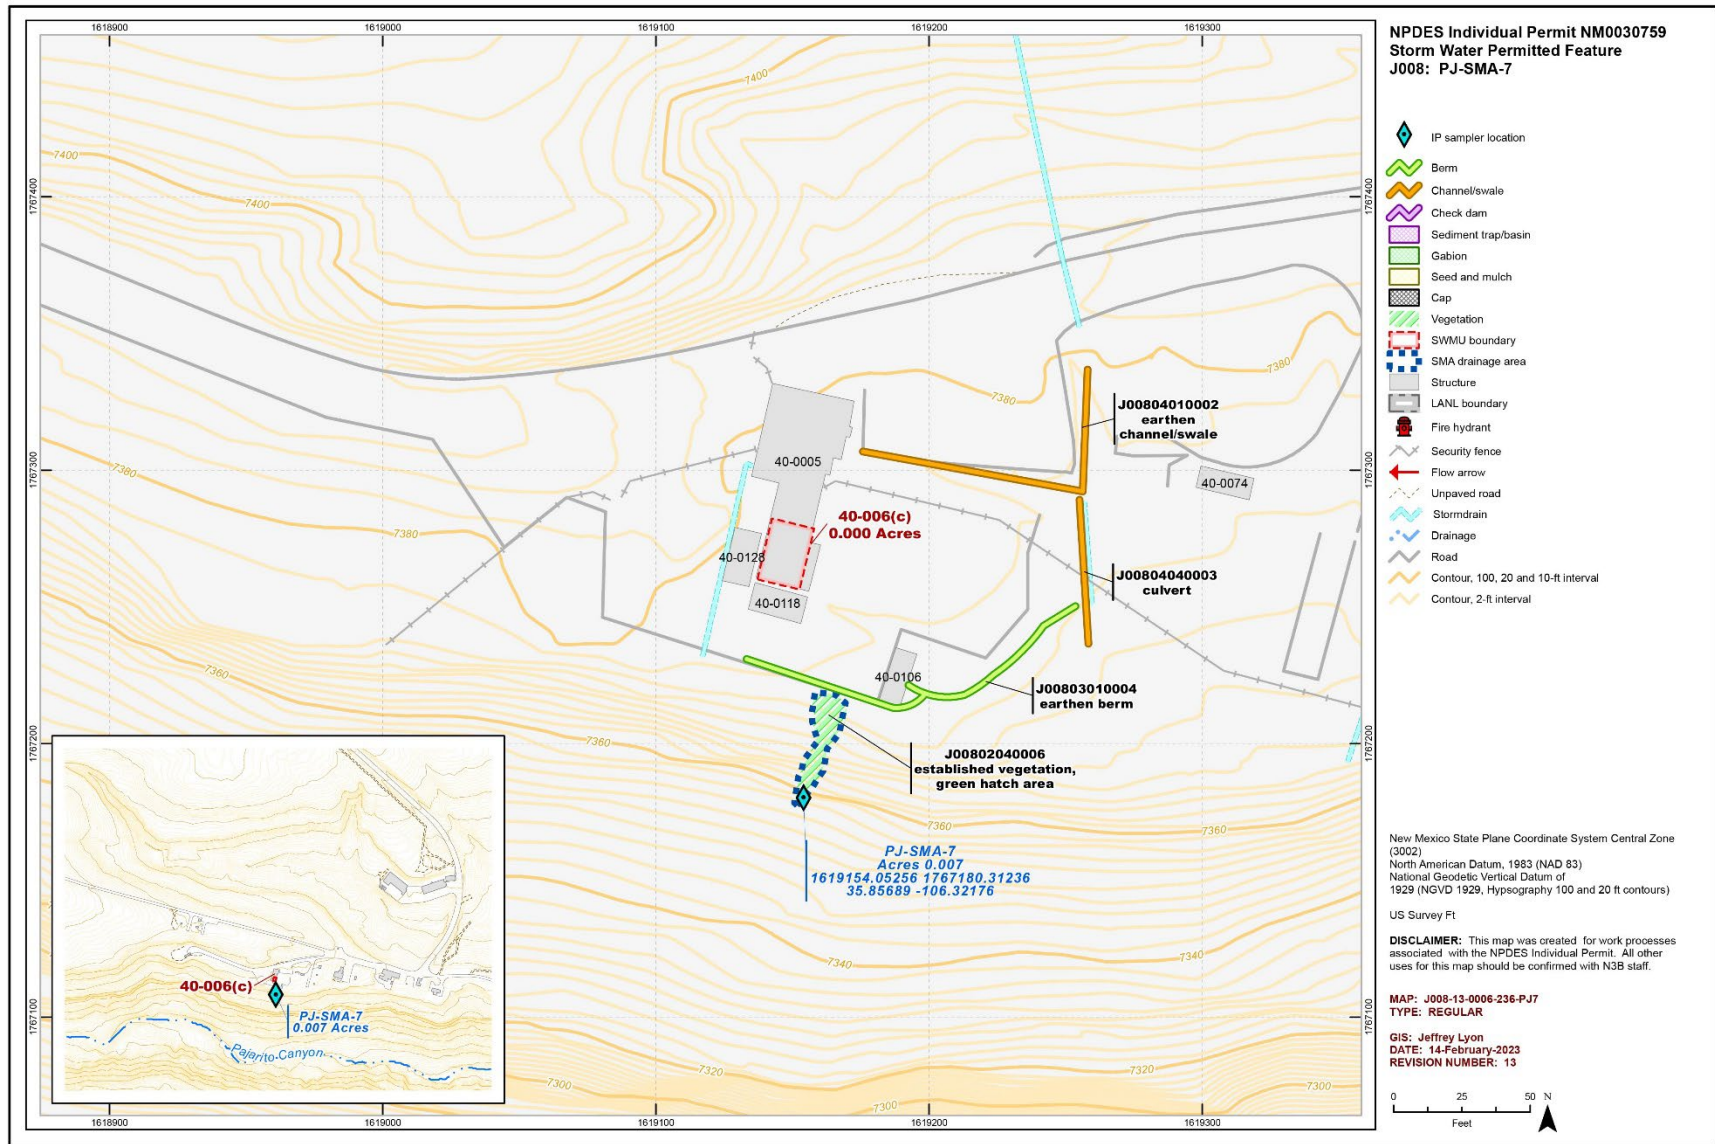 1618900
1619000
1619100
1619200
1619300
NPDES Individual Permit NM0030759
Storm Water Permitted Feature
J008: PJ-SMA-7
IP sampler location
Berm
Channel/swale
Check dam
Sediment trap/basin
Gabion
Seed and mulch
Cap
Vegetation
SWMU boundary
SMA drainage area
Structure
LANL boundary
Fire hydrant
Security fence
Flow arrow
Unpaved road
Stormdrain
Drainage
Road
Contour, 100, 20 and 10-ft interval
Contour, 2-ft interval
7400
7400
7400
1767400
1767400
7380
7380
J00804010002
earthen
channel/swale
1767300
1767300
7380
40-0005
40-0074
40-006(c)
0.000 Acres
7380
40-0128
40-0118
J00804040003
culvert
7360
40-0106
J00803010004
earthen berm
1767200
1767200
7360
J00802040006
established vegetation,
green hatch area
7360
7360
PJ-SMA-7
Acres 0.007
1619154.05256 1767180.31236
35.85689 -106.32176
7340
7340
40-006(c)
PJ-SMA-7
0.007 Acres
Pajarito Canyon
1767100
1767100
7300
7320
7320
7300
7300
1618900
1619000
1619100
1619200
1619300
New Mexico State Plane Coordinate System Central Zone
(3002)
North American Datum, 1983 (NAD 83)
National Geodetic Vertical Datum of
1929 (NGVD 1929, Hypsography 100 and 20 ft contours)
US Survey Ft
DISCLAIMER: This map was created for work processes
associated with the NPDES Individual Permit. All other
uses for this map should be confirmed with N3B staff.
MAP: J008-13-0006-236-PJ7
TYPE: REGULAR
GIS: Jeffrey Lyon
DATE: 14-February-2023
REVISION NUMBER: 13
0 25 50 N
Feet